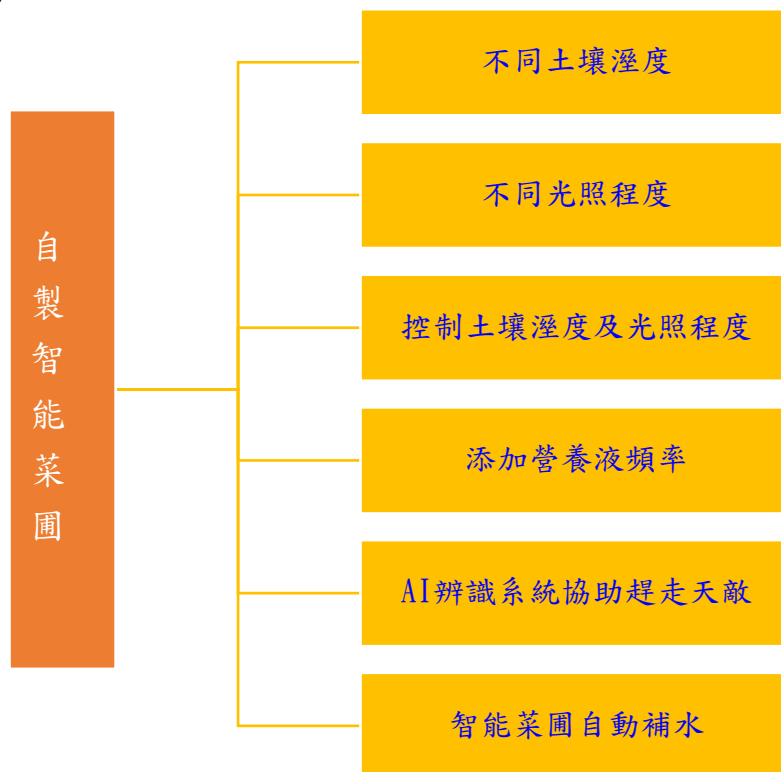 自製智能菜圃
不同土壤溼度
不同光照程度
控制土壤溼度及光照程度
添加營養液頻率
AI辨識系統協助趕走天敵
智能菜圃自動補水